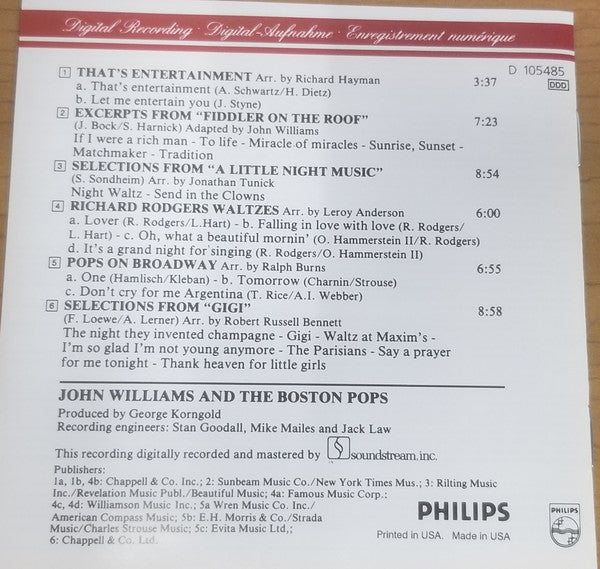 Digital Recording · Digital-Aufnahme · Enregistrement numérique
D 105485
1 THAT'S ENTERTAINMENT Arr. by Richard Hayman 3:37 DDD
a. That's entertainment (A. Schwartz/H. Dietz)
b. Let me entertain you (J. Styne)
2 EXCERPTS FROM "FIDDLER ON THE ROOF" 7:23
(J. Bock/S. Harnick) Adapted by John Williams
If I were a rich man - To life - Miracle of miracles - Sunrise, Sunset -
Matchmaker - Tradition
3 SELECTIONS FROM "A LITTLE NIGHT MUSIC" 8:54
(S. Sondheim) Arr. by Jonathan Tunick
Night Waltz - Send in the Clowns
4 RICHARD RODGERS WALTZES Arr. by Leroy Anderson 6:00
a. Lover (R. Rodgers/L.Hart) - b. Falling in love with love (R. Rodgers/
L. Hart) - c. Oh, what a beautiful mornin' (O. Hammerstein II/R. Rodgers)
d. It's a grand night for singing (R. Rodgers/O. Hammerstein II)
5 POPS ON BROADWAY Arr. by Ralph Burns 6:55
a. One (Hamlisch/Kleban) - b. Tomorrow (Charnin/Strouse)
c. Don't cry for me Argentina (T. Rice/A.I. Webber)
6 SELECTIONS FROM "GIGI" 8:58
(F. Loewe/A. Lerner) Arr. by Robert Russell Bennett
The night they invented champagne - Gigi - Waltz at Maxim's -
I'm so glad I'm not young anymore - The Parisians - Say a prayer
for me tonight - Thank heaven for little girls
JOHN WILLIAMS AND THE BOSTON POPS
Produced by George Korngold
Recording engineers: Stan Goodall, Mike Mailes and Jack Law
This recording digitally recorded and mastered by soundstream, inc.
TM
Publishers:
1a, 1b, 4b: Chappell & Co. Inc.; 2: Sunbeam Music Co./New York Times Mus.; 3: Rilting Music
Inc./Revelation Music Publ./Beautiful Music; 4a: Famous Music Corp.;
4c, 4d: Williamson Music Inc.; 5a Wren Music Co. Inc./
American Compass Music; 5b: E.H. Morris & Co./Strada
Music/Charles Strouse Music; 5c: Evita Music Ltd.;
6: Chappell & Co. Ltd.
PHILIPS
PHILIPS
Printed in USA. Made in USA